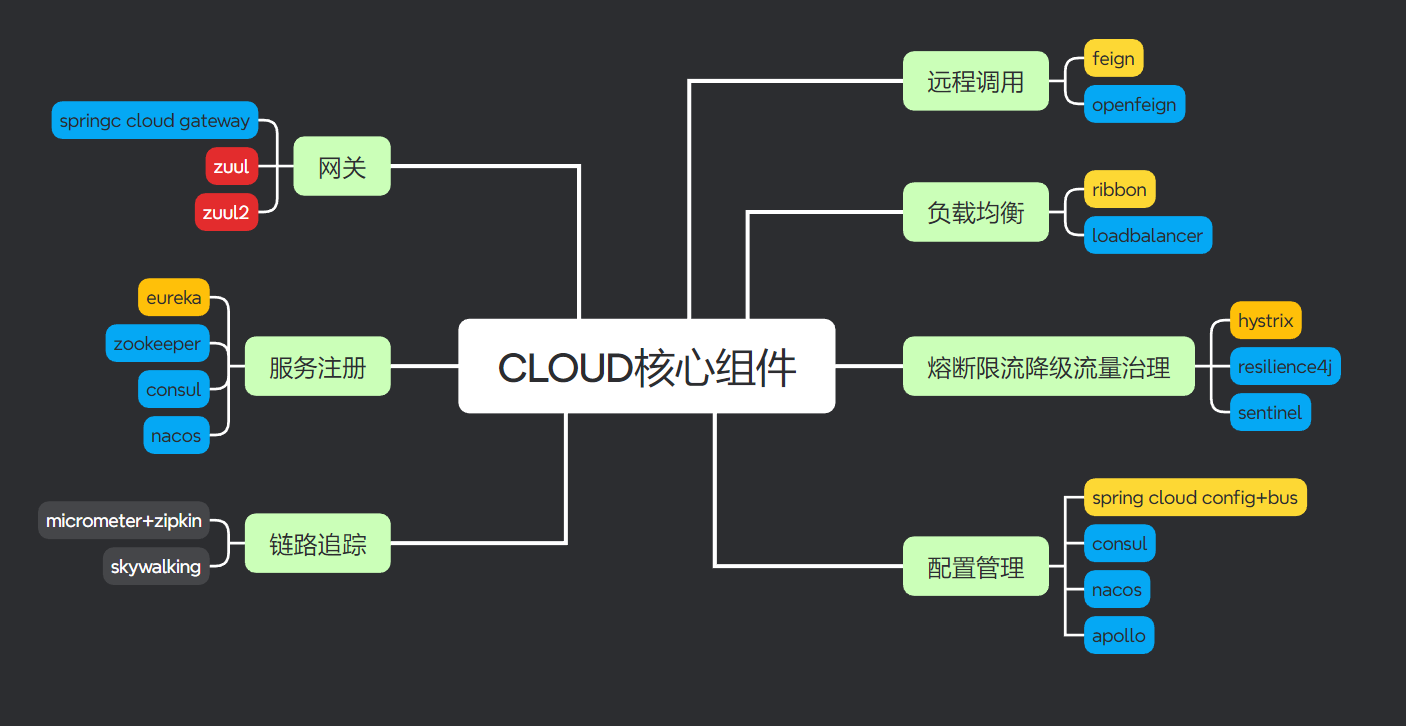 CLOUD核心组件
网关
springc cloud gateway
zuul
zuul2
服务注册
eureka
zookeeper
consul
nacos
链路追踪
micrometer+zipkin
skywalking
远程调用
feign
openfeign
负载均衡
ribbon
loadbalancer
熔断限流降级流量治理
hystrix
resilience4j
sentinel
配置管理
spring cloud config+bus
consul
nacos
apollo